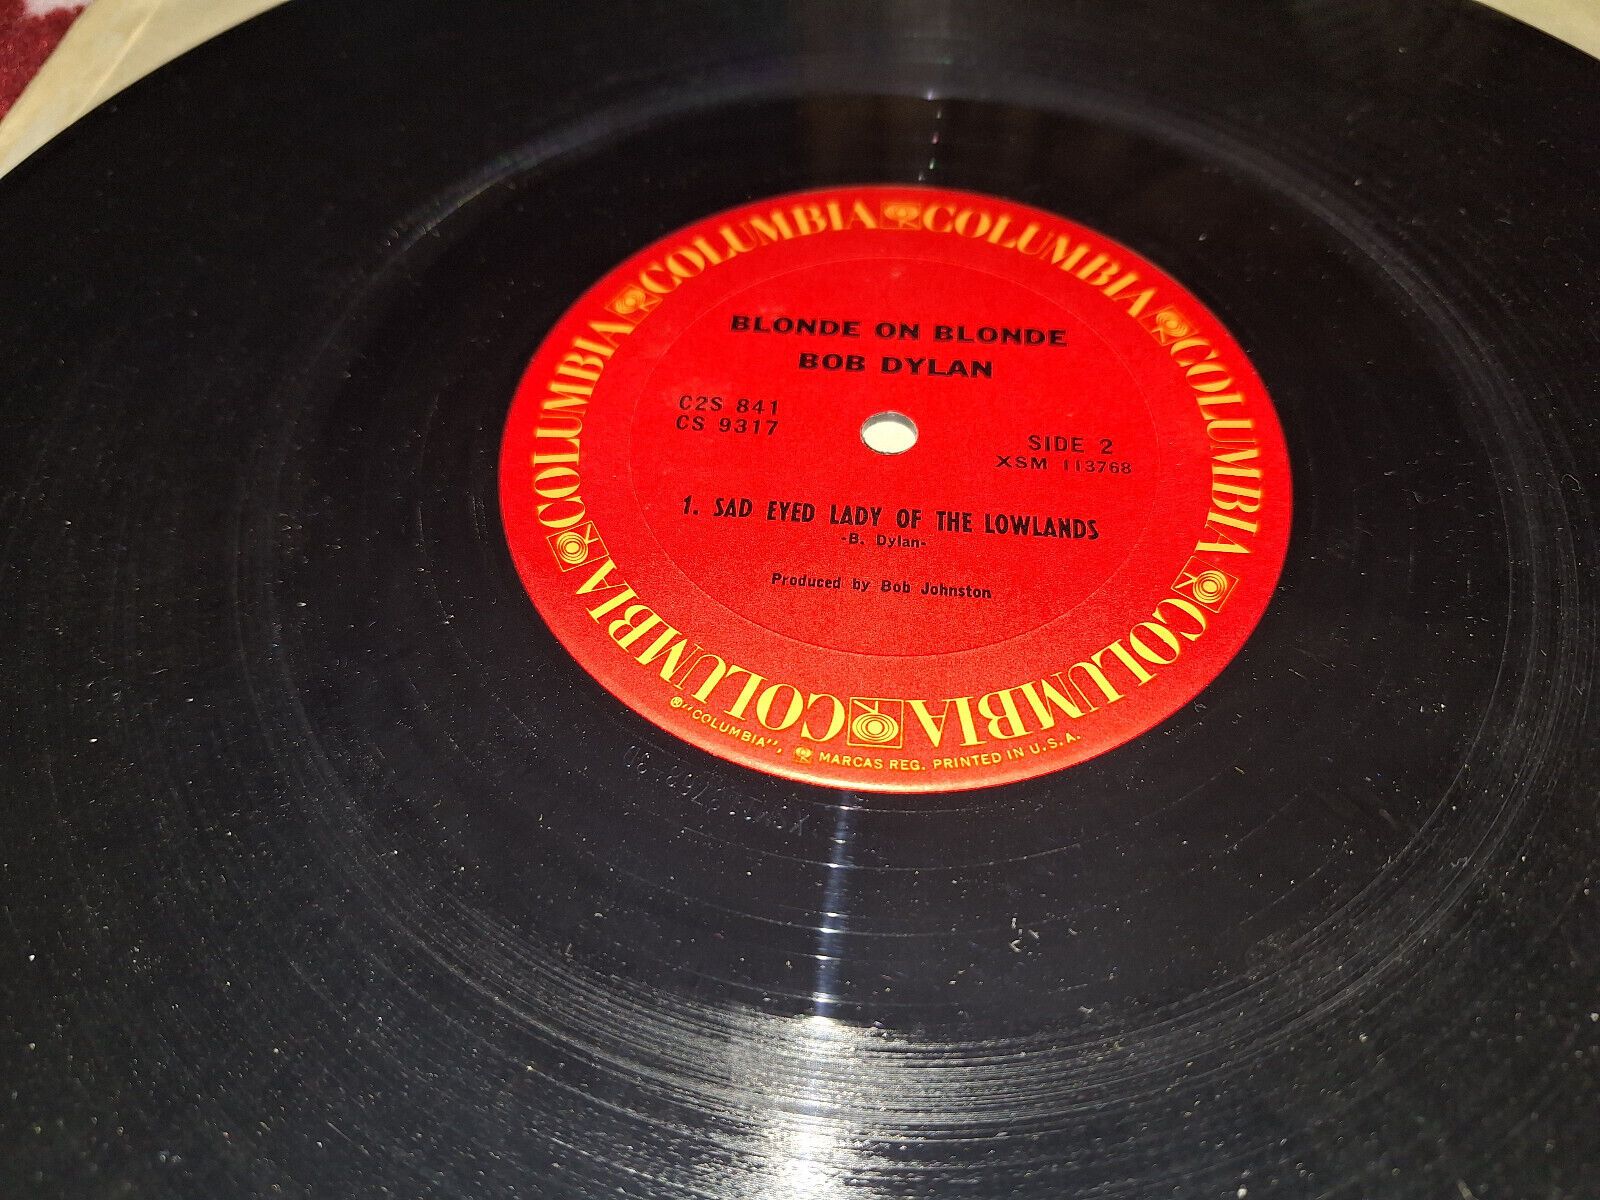 COLUMBIA COLUMBIA COLUMBIA COLUMBIA COLUMBIA COLUMBIA COLUMBIA
BLONDE ON BLONDE
BOB DYLAN
C2S 841
CS 9317
SIDE 2
XSM 113768
1. SAD EYED LADY OF THE LOWLANDS
-B. Dylan-
Produced by Bob Johnston
® "COLUMBIA", MARCAS REG. PRINTED IN U.S.A.